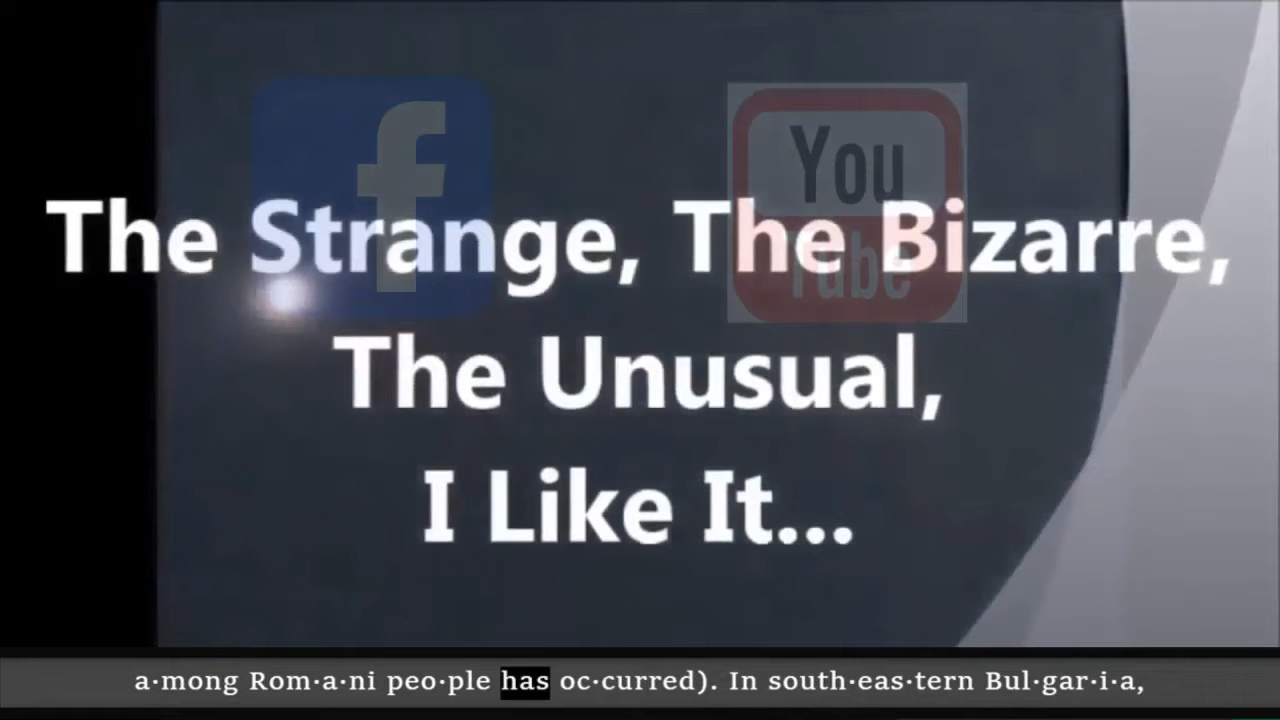 f
You
Tube
The Strange, The Bizarre,
The Unusual,
I Like It...
a·mong Rom·a·ni peo·ple has oc·curred). In south·eas·tern Bul·gar·i·a,